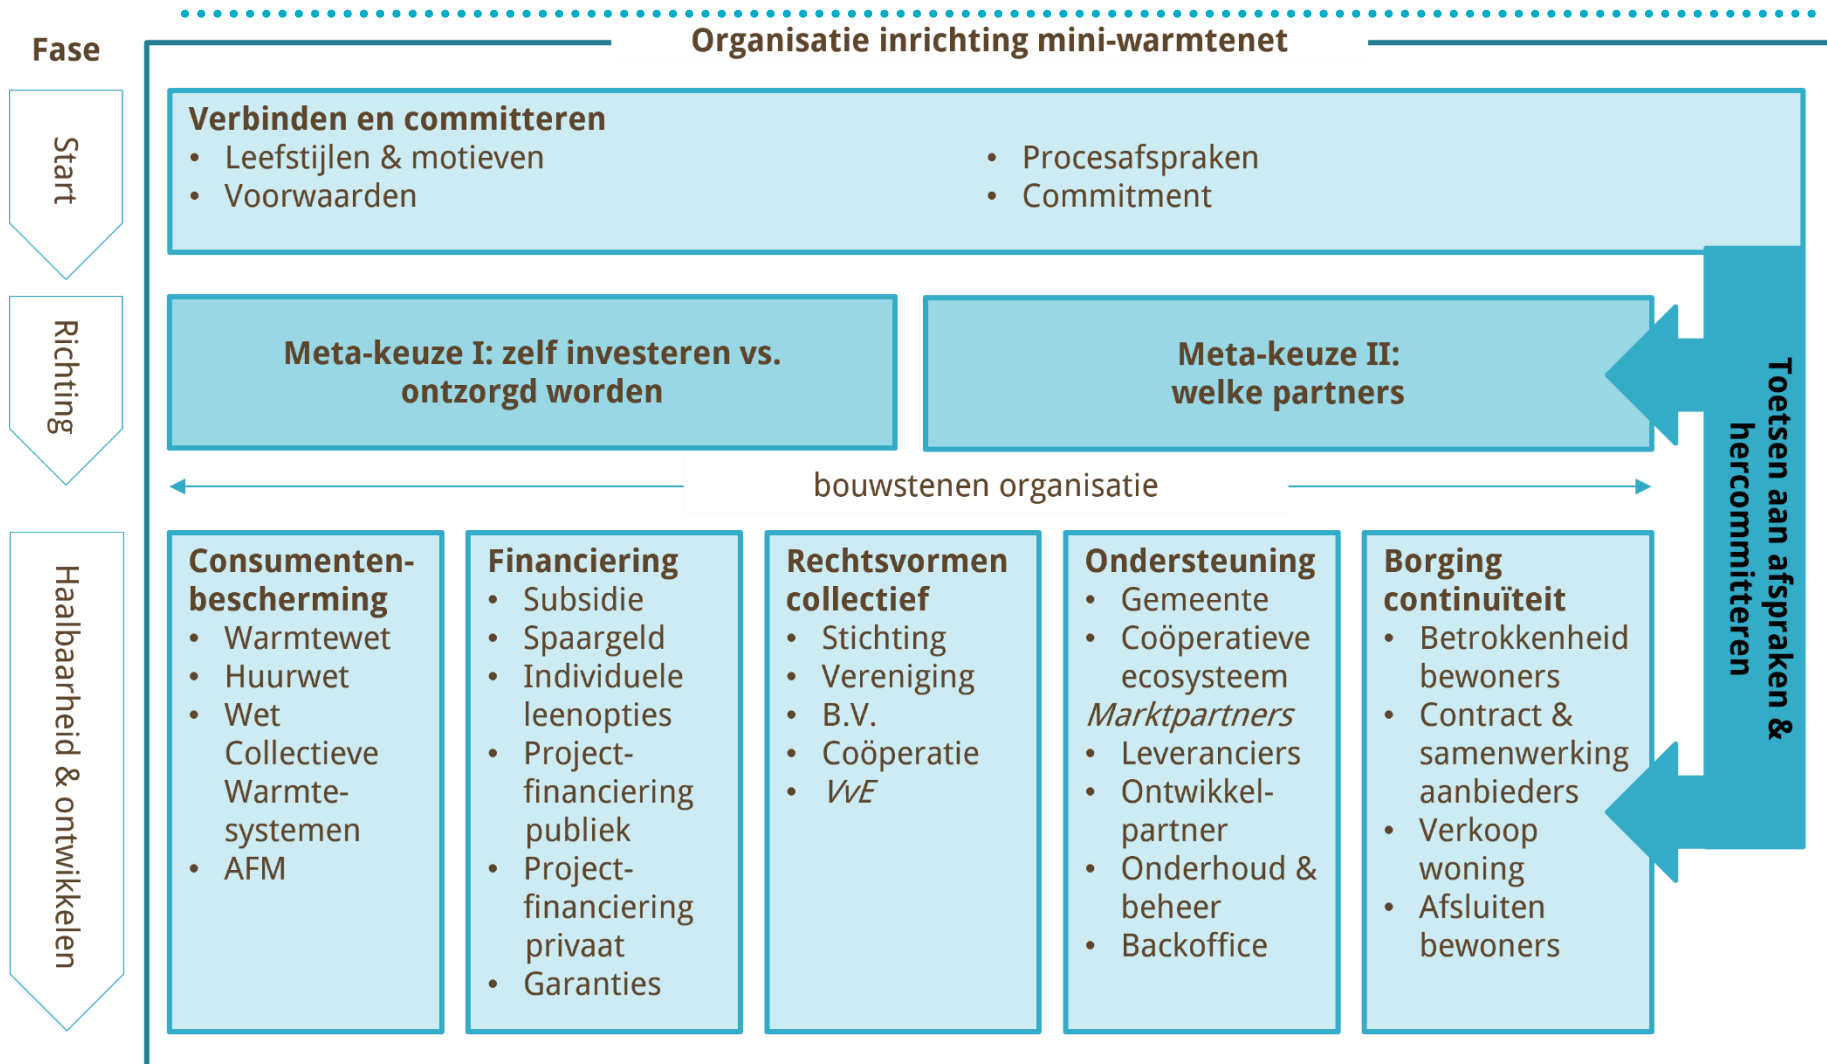 Organisatie inrichting mini-warmtenet
Fase
Start
Verbinden en committeren
• Leefstijlen & motieven
• Voorwaarden
• Procesafspraken
• Commitment
Richting
Meta-keuze I: zelf investeren vs.
ontzorgd worden
Meta-keuze II:
welke partners
Toetsen aan afspraken &
hercommitteren
bouwstenen organisatie
Haalbaarheid & ontwikkelen
Consumenten-
bescherming
• Warmtewet
• Huurwet
• Wet
Collectieve
Warmte-
systemen
• AFM
Financiering
• Subsidie
• Spaargeld
• Individuele
leenopties
• Project-
financiering
publiek
• Project-
financiering
privaat
• Garanties
Rechtsvormen
collectief
• Stichting
• Vereniging
• B.V.
• Coöperatie
• VvE
Ondersteuning
• Gemeente
• Coöperatieve
ecosysteem
Marktpartners
• Leveranciers
• Ontwikkel-
partner
• Onderhoud &
beheer
• Backoffice
Borging
continuïteit
• Betrokkenheid
bewoners
• Contract &
samenwerking
aanbieders
• Verkoop
woning
• Afsluiten
bewoners